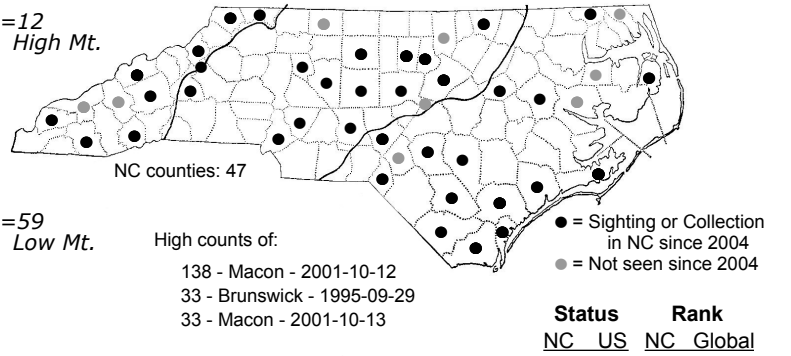 =12
High Mt.
NC counties: 47
=59
Low Mt.
High counts of:
138 - Macon - 2001-10-12
33 - Brunswick - 1995-09-29
33 - Macon - 2001-10-13
= Sighting or Collection
in NC since 2004
= Not seen since 2004
Status Rank
NC US NC Global